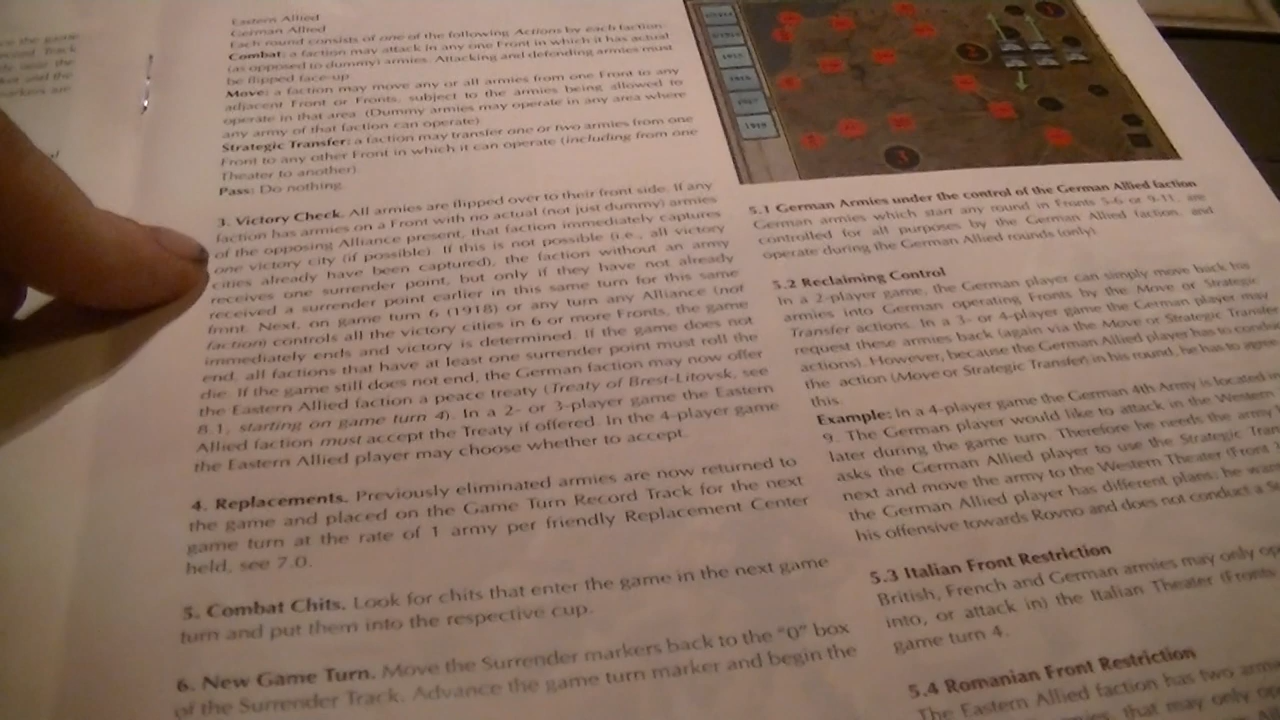 Eastern Allied
German Allied
Each round consists of one of the following Actions by each faction:
Combat: a faction may attack in any one Front in which it has actual
(as opposed to dummy) armies. Attacking and defending armies must
be flipped face-up.
Move: a faction may move any or all armies from one Front to any
adjacent Front or Fronts, subject to the armies being allowed to
operate in that area. (Dummy armies may operate in any area where
any army of that faction can operate)
Strategic Transfer: a faction may transfer one or two armies from one
Front to any other Front in which it can operate (including from one
Theater to another).
Pass: Do nothing.
3. Victory Check. All armies are flipped over to their front side. If any
faction has armies on a Front with no actual (not just dummy) armies
of the opposing Alliance present, that faction immediately captures
one victory city (if possible). If this is not possible (i.e., all victory
cities already have been captured), the faction without an army
receives one surrender point, but only if they have not already
received a surrender point earlier in this same turn for this same
front. Next, on game turn 6 (1918) or any turn any Alliance (not
faction) controls all the victory cities in 6 or more Fronts, the game
immediately ends and victory is determined. If the game does not
end, all factions that have at least one surrender point must roll the
die. If the game still does not end, the German faction may now offer
the Eastern Allied faction a peace treaty (Treaty of Brest-Litovsk, see
8.1, starting on game turn 4). In a 2- or 3-player game the Eastern
Allied faction must accept the Treaty if offered. In the 4-player game
the Eastern Allied player may choose whether to accept.
4. Replacements. Previously eliminated armies are now returned to
the game and placed on the Game Turn Record Track for the next
game turn at the rate of 1 army per friendly Replacement Center
held, see 7.0.
5. Combat Chits. Look for chits that enter the game in the next game
turn and put them into the respective cup.
6. New Game Turn. Move the Surrender markers back to the "0" box
of the Surrender Track. Advance the game turn marker and begin the
5.1 German Armies under the control of the German Allied faction
German armies which start any round in Fronts 5-6 or 9-11, are
controlled for all purposes by the German Allied faction, and
operate during the German Allied rounds (only).
5.2 Reclaiming Control
In a 2-player game, the German player can simply move back his
armies into German operating Fronts by the Move or Strategic
Transfer actions. In a 3- or 4-player game the German player may
request these armies back (again via the Move or Strategic Transfer
actions). However, because the German Allied player has to conduct
the action (Move or Strategic Transfer) in his round, he has to agree
this.
Example: In a 4-player game the German 4th Army is located in
9. The German player would like to attack in the Western
later during the game turn. Therefore he needs the army
asks the German Allied player to use the Strategic
next and move the army to the Western Theater (Front
the German Allied player has different plans: he
his offensive towards Rovno and does not conduct a
5.3 Italian Front Restriction
British, French and German armies may only
into, or attack in) the Italian Theater (Fronts
game turn 4.
5.4 Romanian Front Restriction
The Eastern Allied faction has two
that may only